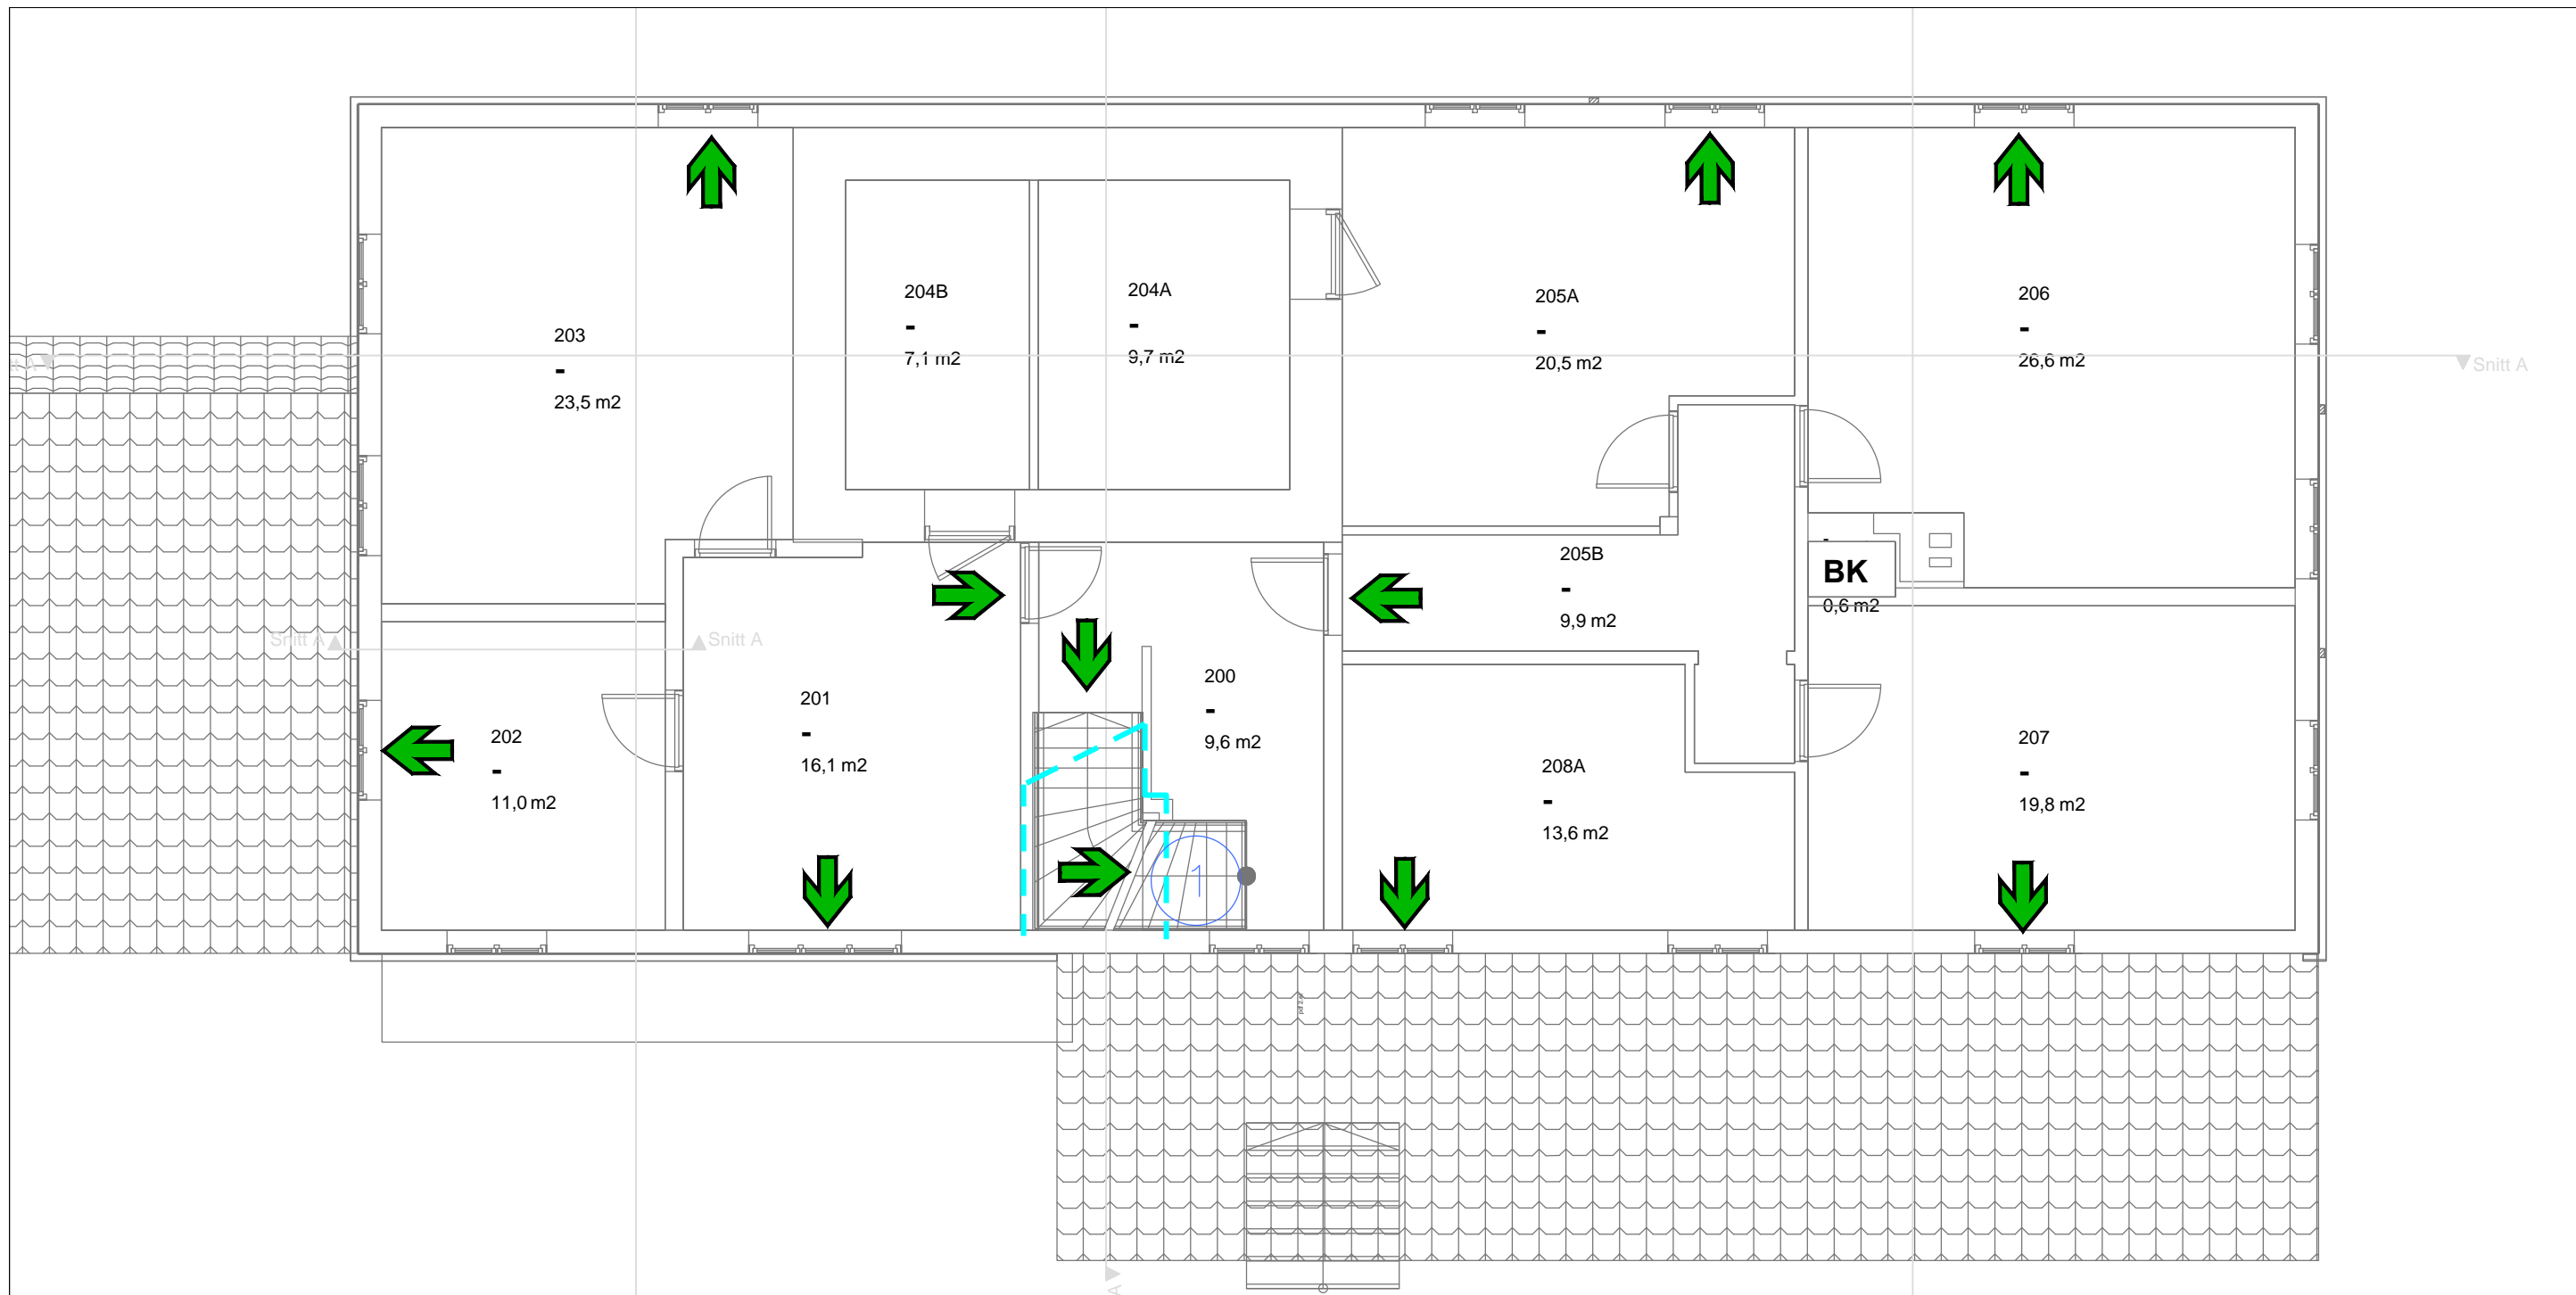 203
-
23,5 m2
204B
-
7,1 m2
204A
-
9,7 m2
205A
-
20,5 m2
206
-
26,6 m2
Snitt A
205B
-
9,9 m2
-
BK
0,6 m2
Snitt A
Snitt A
202
-
11,0 m2
201
-
16,1 m2
200
-
9,6 m2
1
208A
-
13,6 m2
207
-
19,8 m2
A